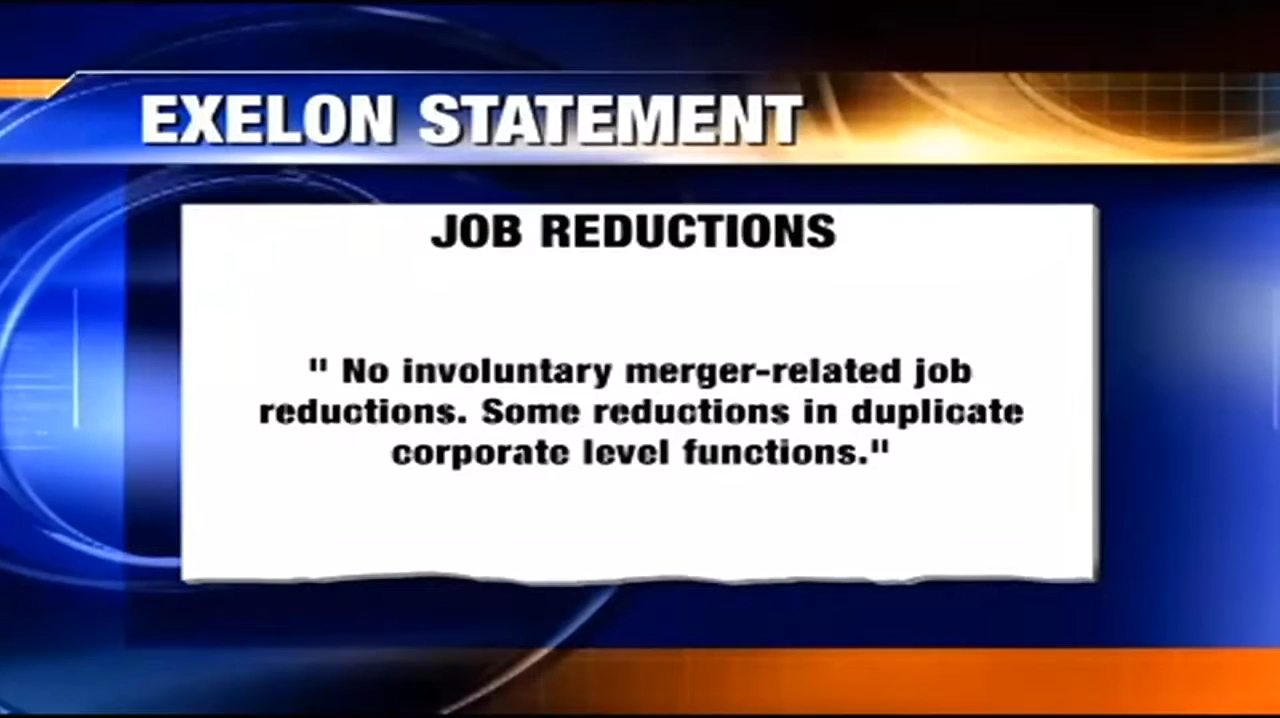 EXELON STATEMENT
JOB REDUCTIONS
" No involuntary merger-related job
reductions. Some reductions in duplicate
corporate level functions."